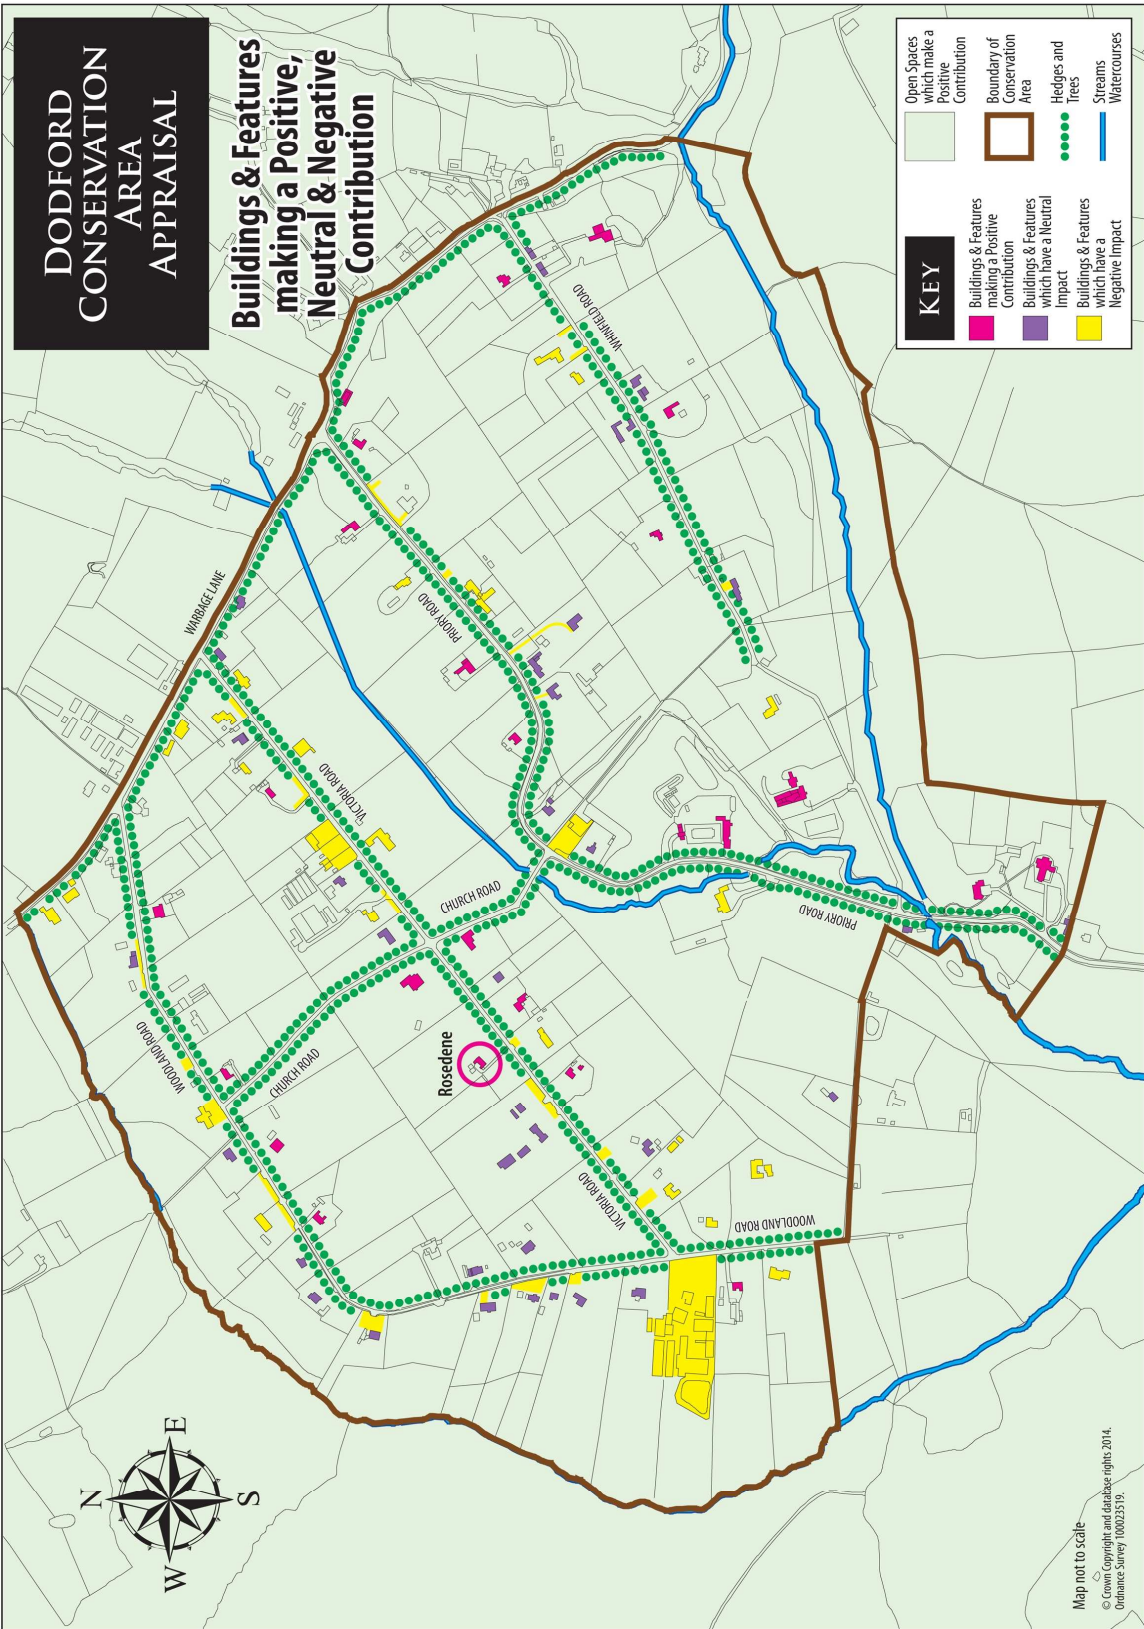 DODFORD
CONSERVATION
AREA
APPRAISAL
Buildings & Features
making a Positive,
Neutral & Negative
Contribution
N
E
S
W
WARBAGE LANE
WHINFIELD ROAD
PRIORY ROAD
VICTORIA ROAD
CHURCH ROAD
WOODLAND ROAD
CHURCH ROAD
Rosedene
PRIORY ROAD
VICTORIA ROAD
WOODLAND ROAD
KEY
Buildings & Features
making a Positive
Contribution
Buildings & Features
which have a Neutral
Impact
Buildings & Features
which have a
Negative Impact
Open Spaces
which make a
Positive
Contribution
Boundary of
Conservation
Area
Hedges and
Trees
Streams
Watercourses
Map not to scale
© Crown Copyright and database rights 2014.
Ordnance Survey 100023519.